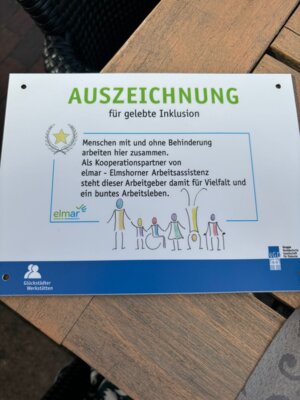 AUSZEICHNUNG
für gelebte Inklusion
Menschen mit und ohne Behinderung
arbeiten hier zusammen.
Als Kooperationspartner von
elmar - Elmshorner Arbeitsassistenz
steht dieser Arbeitgeber damit für Vielfalt und
ein buntes Arbeitsleben.
elmar
Glückstädter
Werkstätten